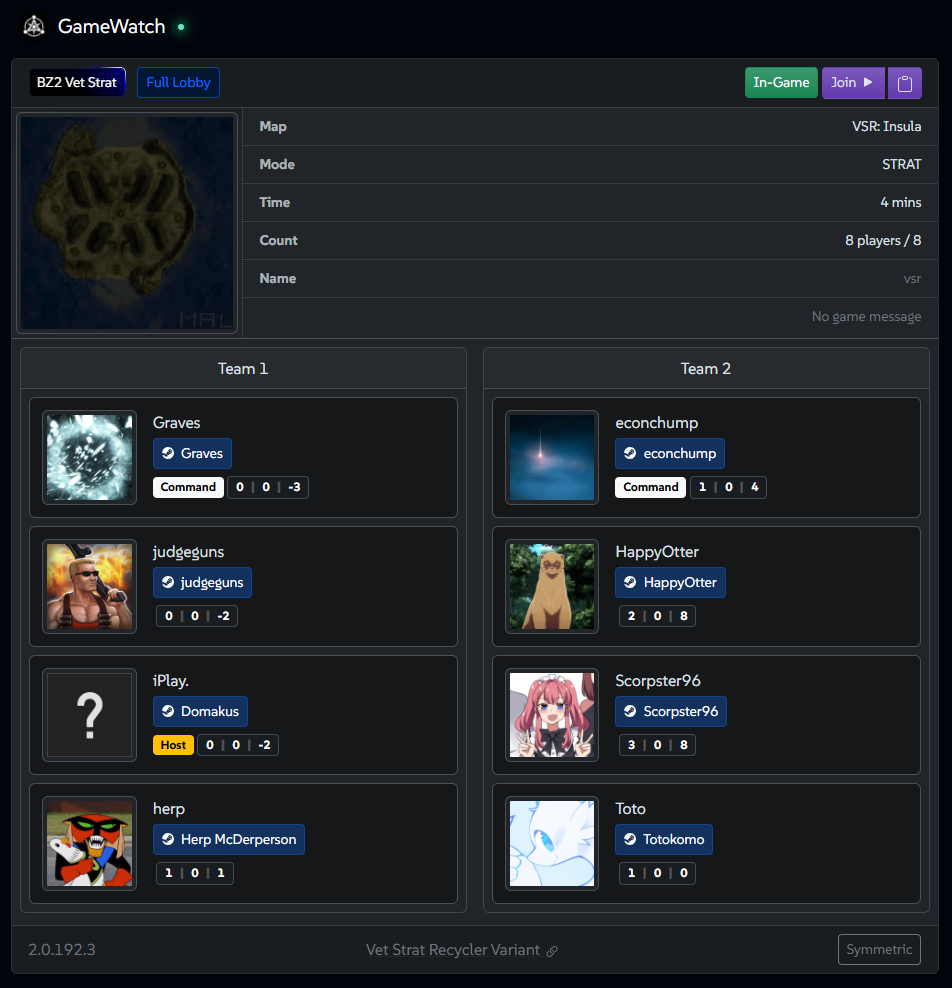 GameWatch
BZ2 Vet Strat Full Lobby In-Game Join
Map VSR: Insula
Mode STRAT
Time 4 mins
Count 8 players / 8
Name vsr
No game message
MAL
Team 1
Graves
Graves
Command 0 | 0 | -3
judgeguns
judgeguns
0 | 0 | -2
iPlay.
Domakus
Host 0 | 0 | -2
herp
Herp McDerperson
1 | 0 | 1
Team 2
econchump
econchump
Command 1 | 0 | 4
HappyOtter
HappyOtter
2 | 0 | 8
Scorpster96
Scorpster96
3 | 0 | 8
Toto
Totokomo
1 | 0 | 0
2.0.192.3 Vet Strat Recycler Variant Symmetric